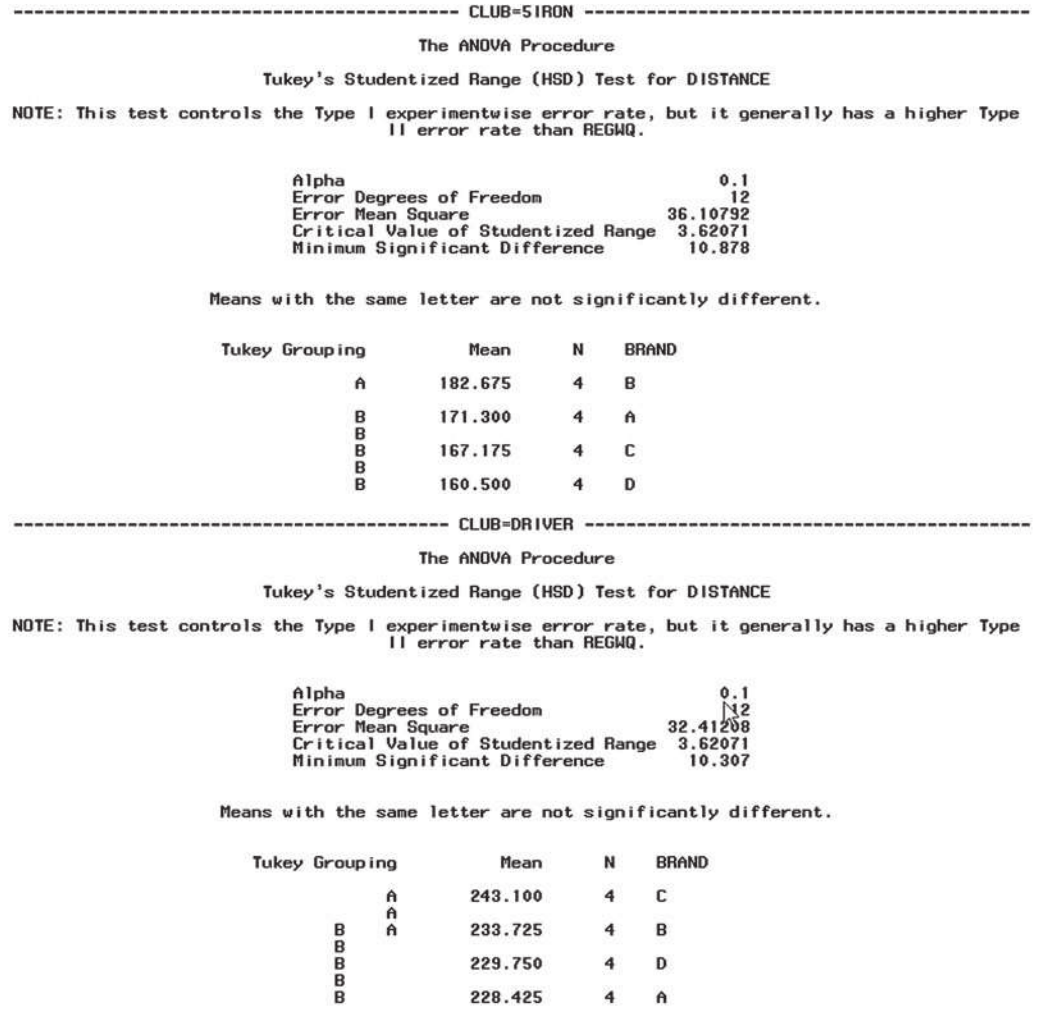 ------------------------------------------- CLUB=5IRON -------------------------------------------
The ANOVA Procedure
Tukey's Studentized Range (HSD) Test for DISTANCE
NOTE: This test controls the Type I experimentwise error rate, but it generally has a higher Type
II error rate than REGWQ.
Alpha 0.1
Error Degrees of Freedom 12
Error Mean Square 36.10792
Critical Value of Studentized Range 3.62071
Minimum Significant Difference 10.878
Means with the same letter are not significantly different.
Tukey Grouping Mean N BRAND
A 182.675 4 B
B 171.300 4 A
B
B 167.175 4 C
B
B 160.500 4 D
------------------------------------------ CLUB=DRIVER -------------------------------------------
The ANOVA Procedure
Tukey's Studentized Range (HSD) Test for DISTANCE
NOTE: This test controls the Type I experimentwise error rate, but it generally has a higher Type
II error rate than REGWQ.
Alpha 0.1
Error Degrees of Freedom 12
Error Mean Square 32.41208
Critical Value of Studentized Range 3.62071
Minimum Significant Difference 10.307
Means with the same letter are not significantly different.
Tukey Grouping Mean N BRAND
A 243.100 4 C
A
B A 233.725 4 B
B
B 229.750 4 D
B
B 228.425 4 A